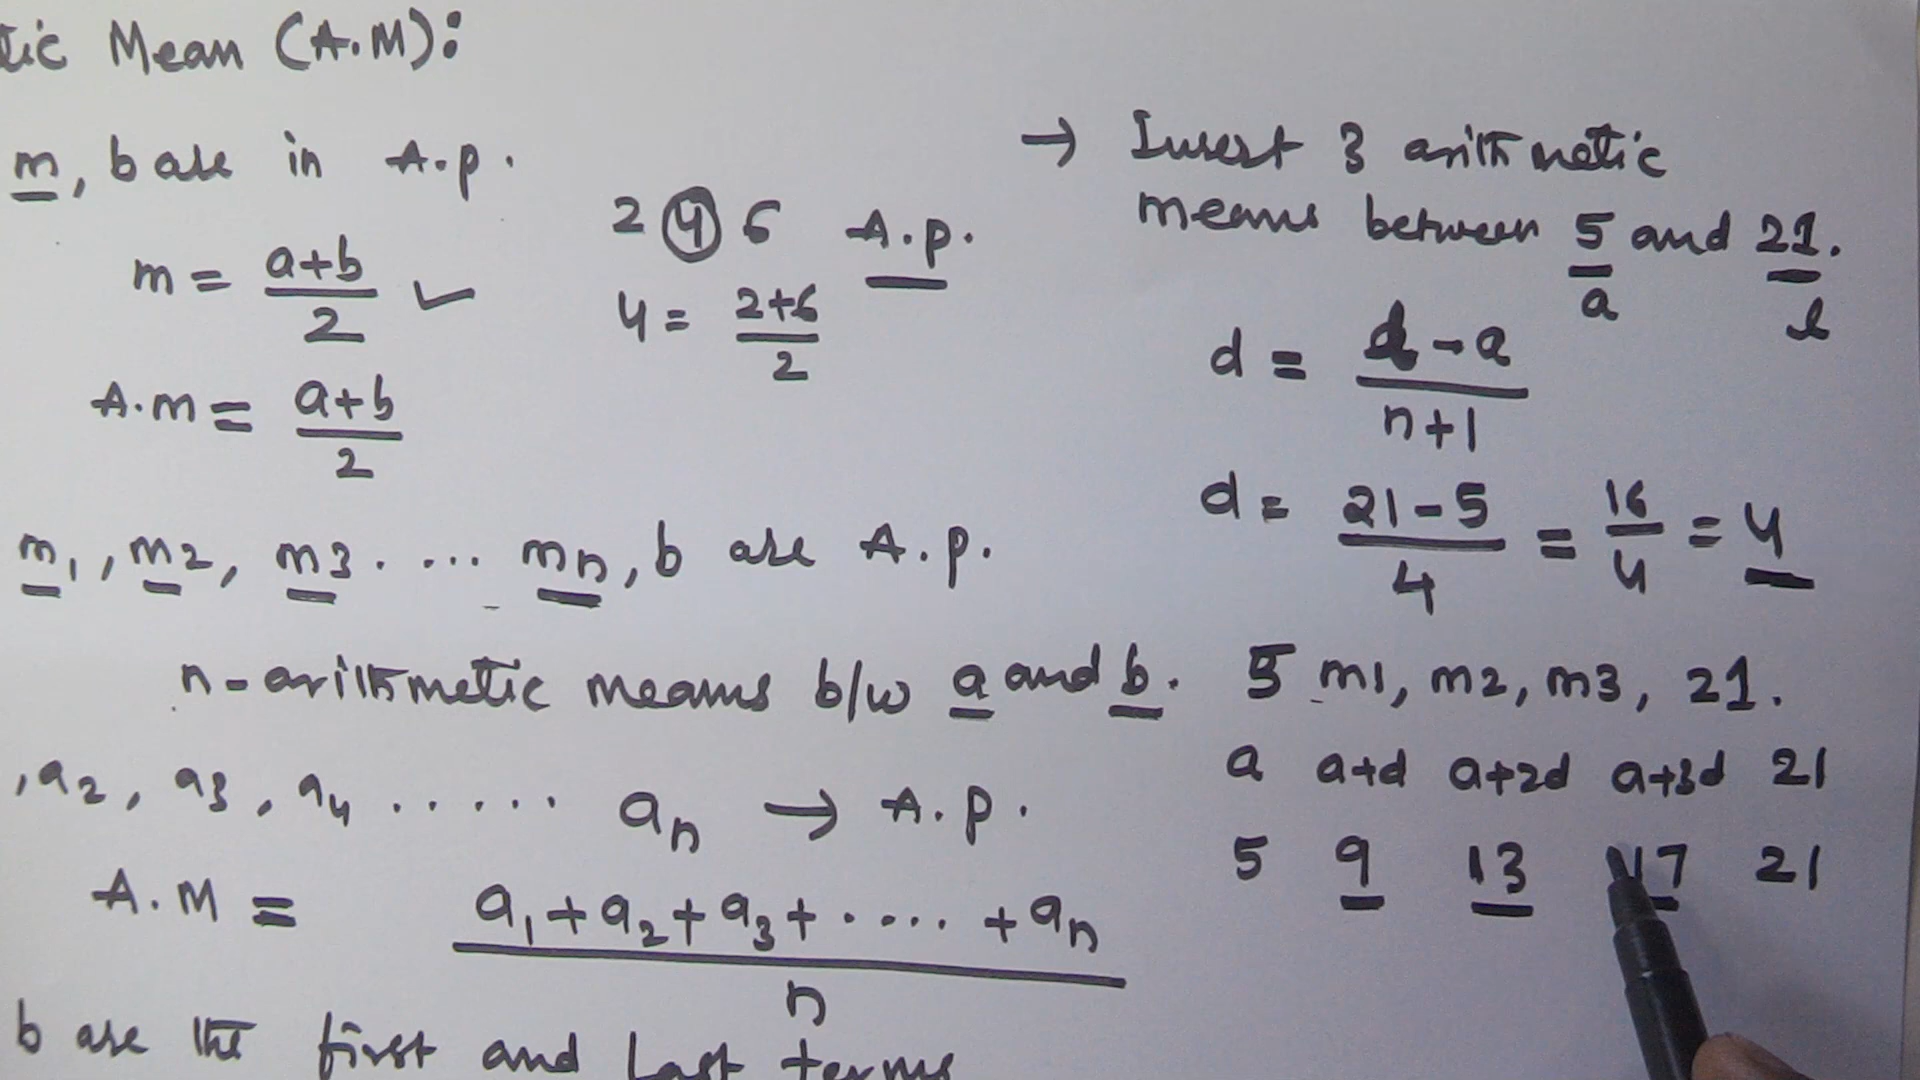 tic Mean (A.M):
m, b are in A.p.
m = a+b / 2 ✓
A.m = a+b / 2
2 4 6 A.p.
4 = 2+6 / 2
m1, m2, m3 . ... mn, b are A.p.
n-arithmetic means b/w a and b.
, a2, a3, a4 ...... an → A.p.
A.M = a1+a2+a3+ ..... +an / n
b are the first and last terms
→ Insert 3 arithmetic
means between 5 and 21.
a l
d = l-a / n+1
d = 21-5 / 4 = 16 / 4 = 4
5 m1, m2, m3, 21.
a a+d a+2d a+3d 21
5 9 13 17 21